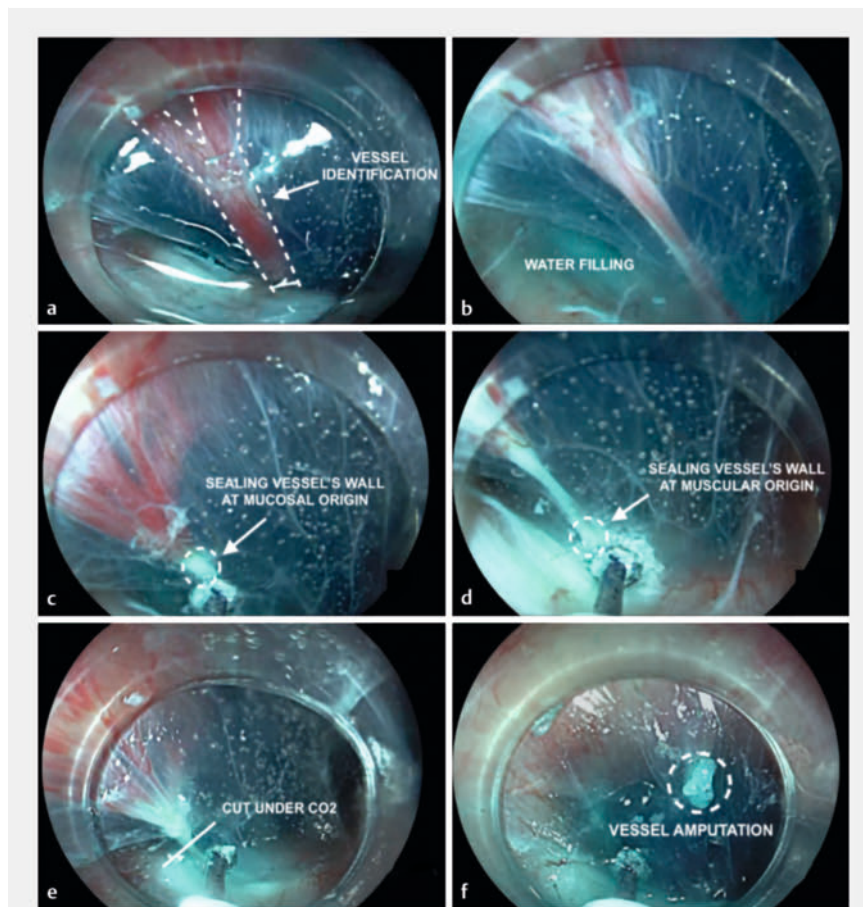 VESSEL
IDENTIFICATION
a
WATER FILLING
b
SEALING VESSEL'S WALL
AT MUCOSAL ORIGIN
c
SEALING VESSEL'S WALL
AT MUSCULAR ORIGIN
d
CUT UNDER CO2
e
VESSEL AMPUTATION
f